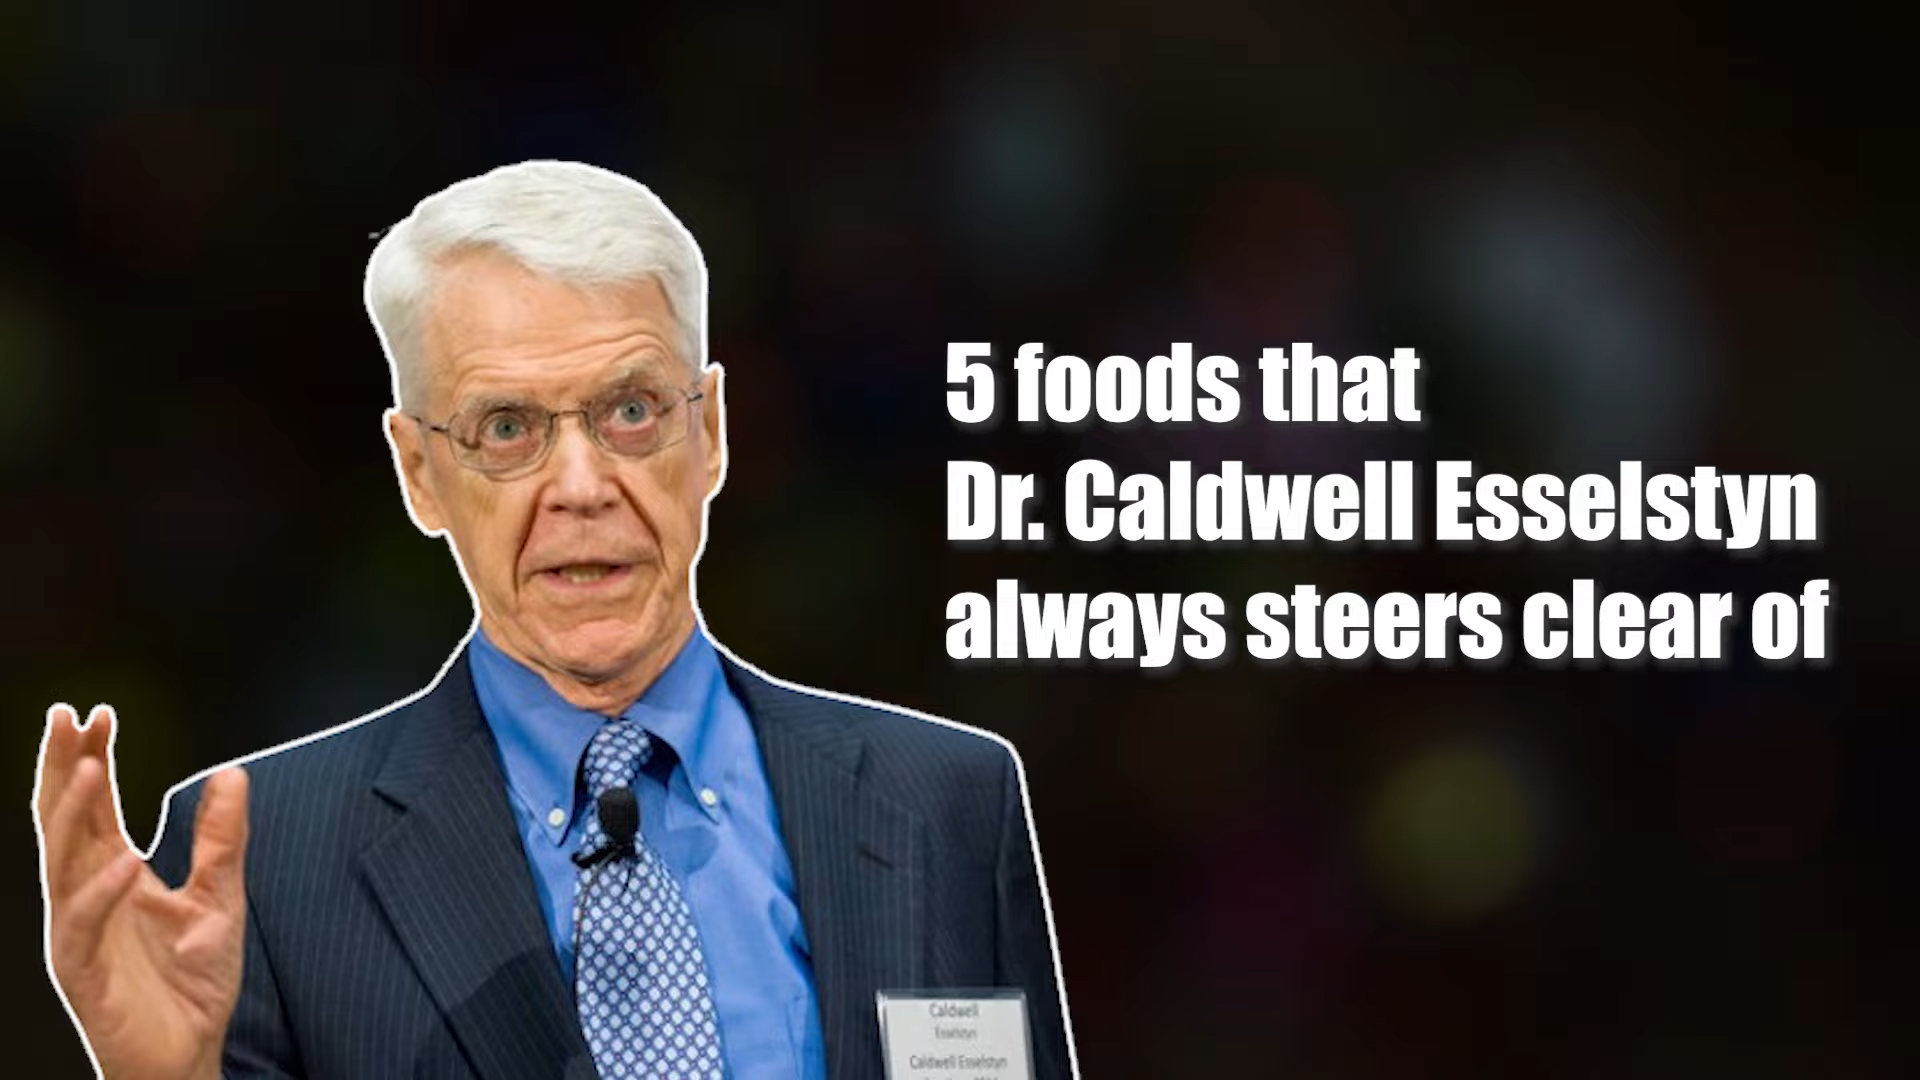 5 foods that
Dr. Caldwell Esselstyn
always steers clear of
Caldwell
Esselstyn
Caldwell Esselstyn